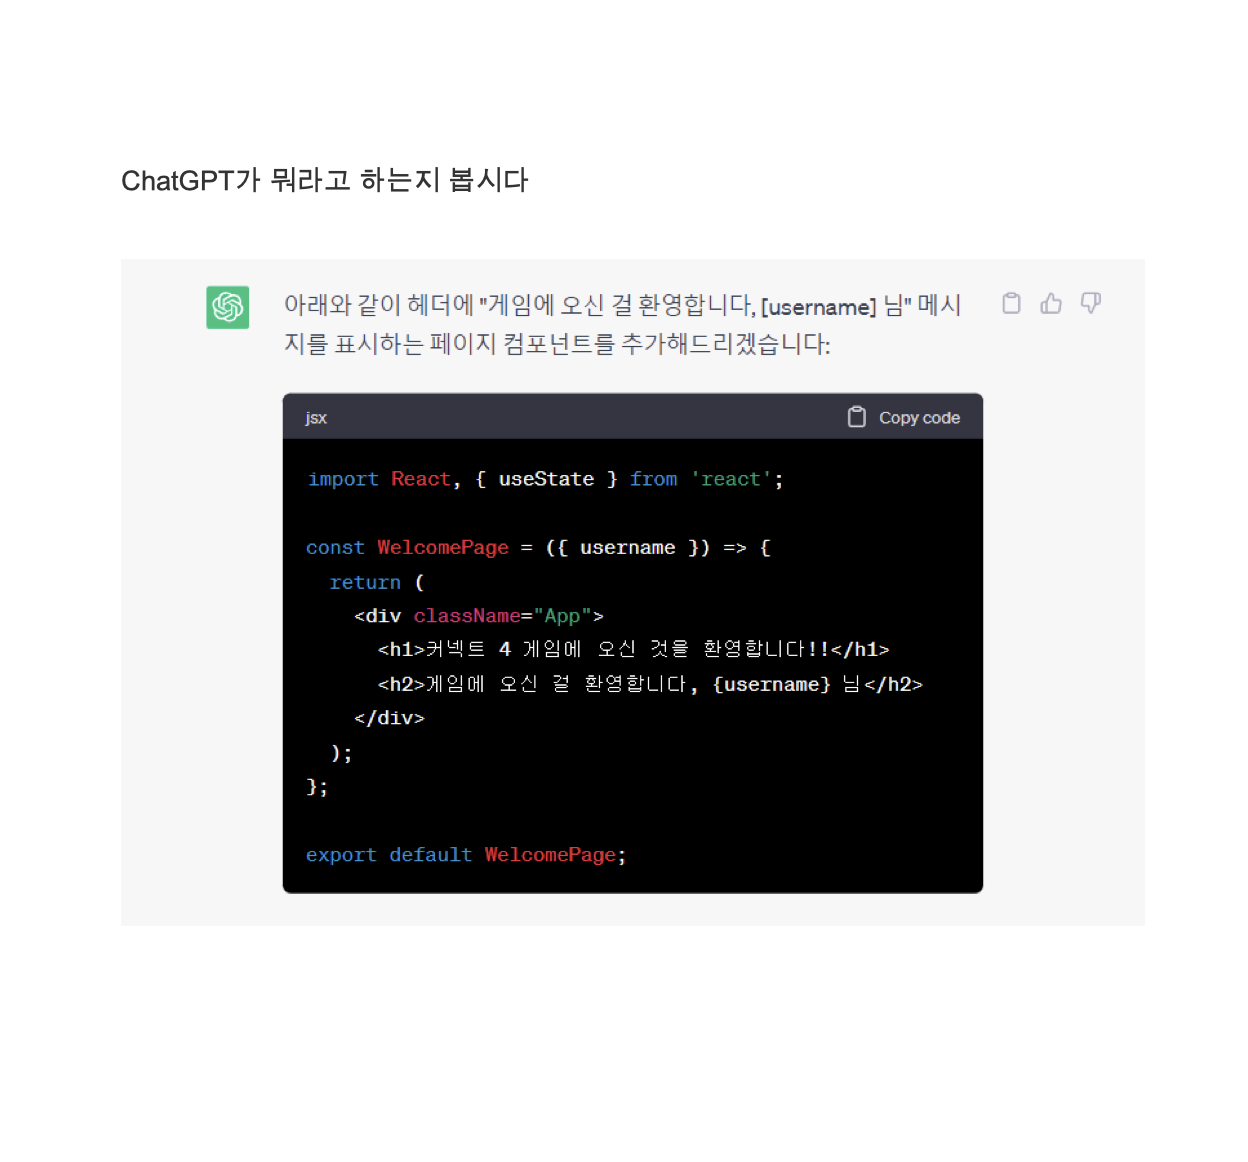 ChatGPT가 뭐라고 하는지 봅시다
아래와 같이 헤더에 "게임에 오신 걸 환영합니다, [username] 님" 메시
지를 표시하는 페이지 컴포넌트를 추가해드리겠습니다:
jsx Copy code
import React, { useState } from 'react';
const WelcomePage = ({ username }) => {
return (
<div className="App">
<h1>커넥트 4 게임에 오신 것을 환영합니다!!</h1>
<h2>게임에 오신 걸 환영합니다, {username} 님</h2>
</div>
);
};
export default WelcomePage;